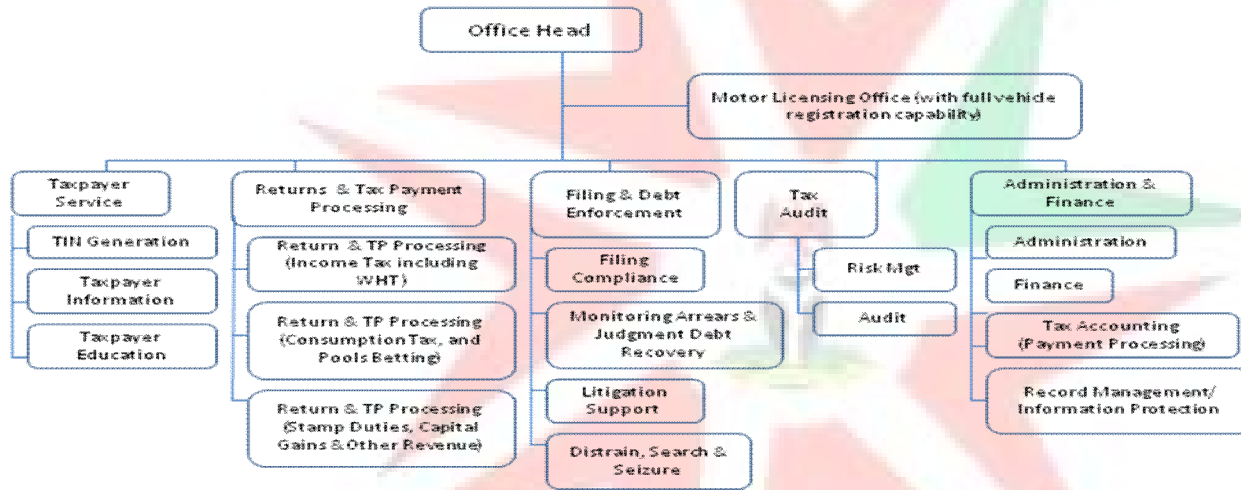 Office Head
Motor Licensing Office (with full vehicle
registration capability)
Taxpayer
Service
TIN Generation
Taxpayer
Information
Taxpayer
Education
Returns & Tax Payment
Processing
Return & TP Processing
(Income Tax including
WHT)
Return & TP Processing
(Consumption Tax, and
Pools Betting)
Return & TP Processing
(Stamp Duties, Capital
Gains & Other Revenue)
Filing & Debt
Enforcement
Filing
Compliance
Monitoring Arrears &
Judgment Debt
Recovery
Litigation
Support
Distrain, Search &
Seizure
Tax
Audit
Risk Mgt
Audit
Administration &
Finance
Administration
Finance
Tax Accounting
(Payment Processing)
Record Management/
Information Protection